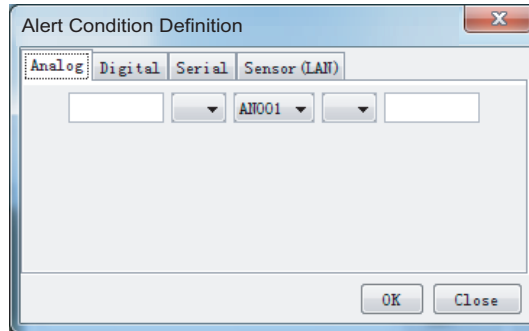 Alert Condition Definition
Analog Digital Serial Sensor(LAN)
AN001
OK Close